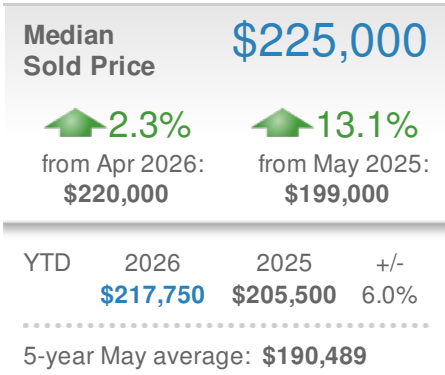 Median
Sold Price
$225,000
2.3% 13.1%
from Apr 2026: from May 2025:
$220,000 $199,000
YTD 2026 2025 +/-
$217,750 $205,500 6.0%
5-year May average: $190,489